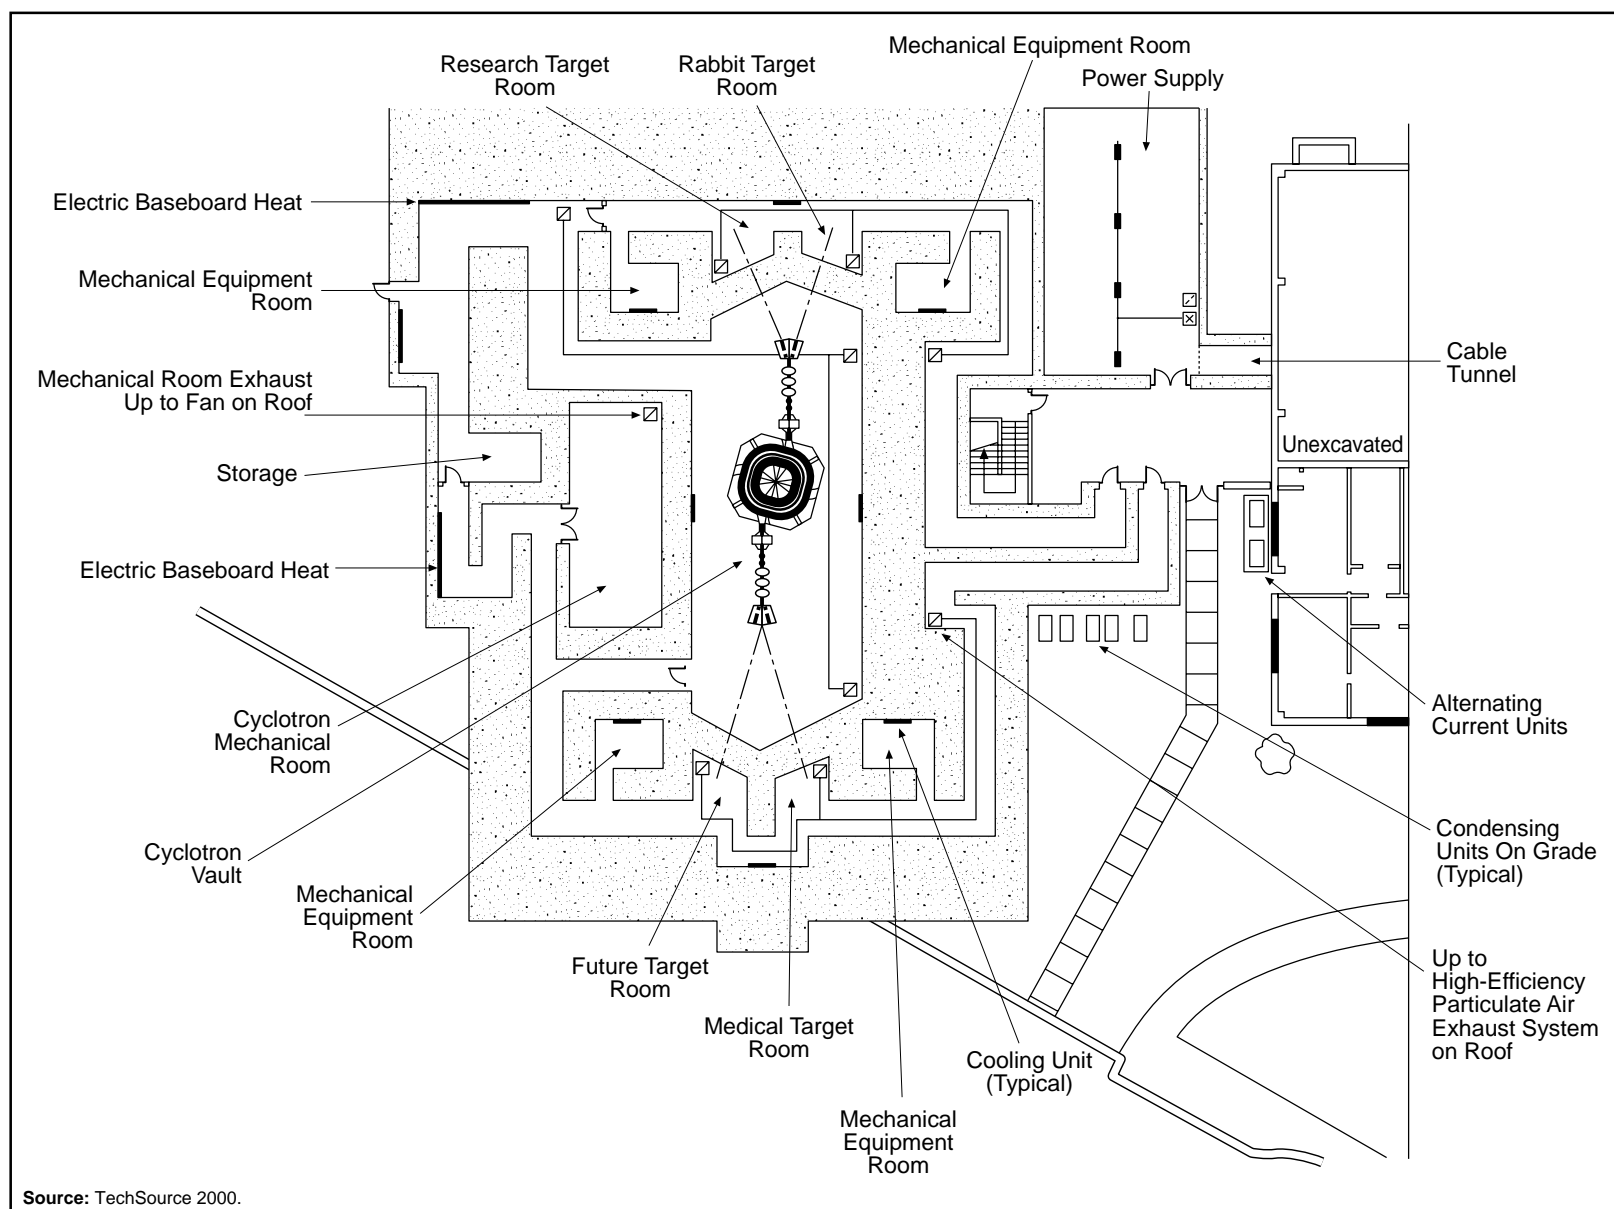 Research Target
Room
Rabbit Target
Room
Mechanical Equipment Room
Power Supply
Electric Baseboard Heat
Mechanical Equipment
Room
Mechanical Room Exhaust
Up to Fan on Roof
Storage
Electric Baseboard Heat
Cyclotron
Mechanical
Room
Cyclotron
Vault
Mechanical
Equipment
Room
Future Target
Room
Medical Target
Room
Mechanical
Equipment
Room
Cooling Unit
(Typical)
Cable
Tunnel
Unexcavated
Alternating
Current Units
Condensing
Units On Grade
(Typical)
Up to
High-Efficiency
Particulate Air
Exhaust System
on Roof
Source: TechSource 2000.